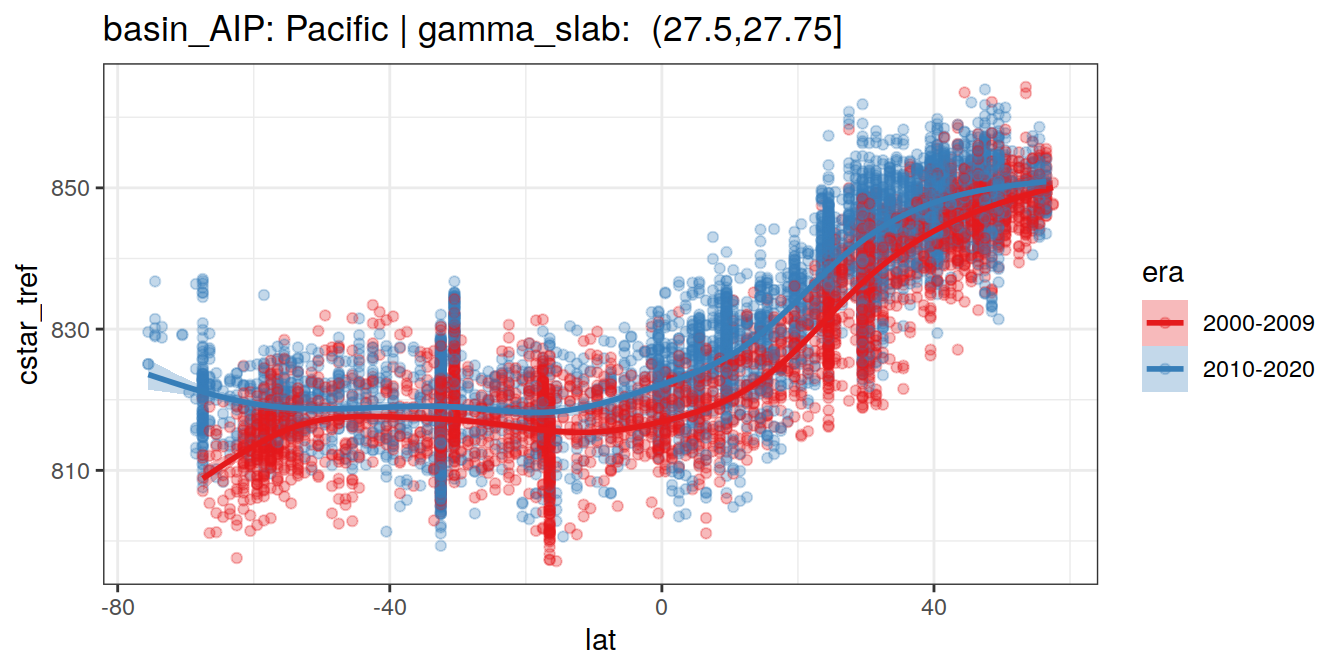 basin_AIP: Pacific | gamma_slab:  (27.5,27.75]
cstar_tref
850
830
810
-80
-40
0
40
lat
era
2000-2009
2010-2020